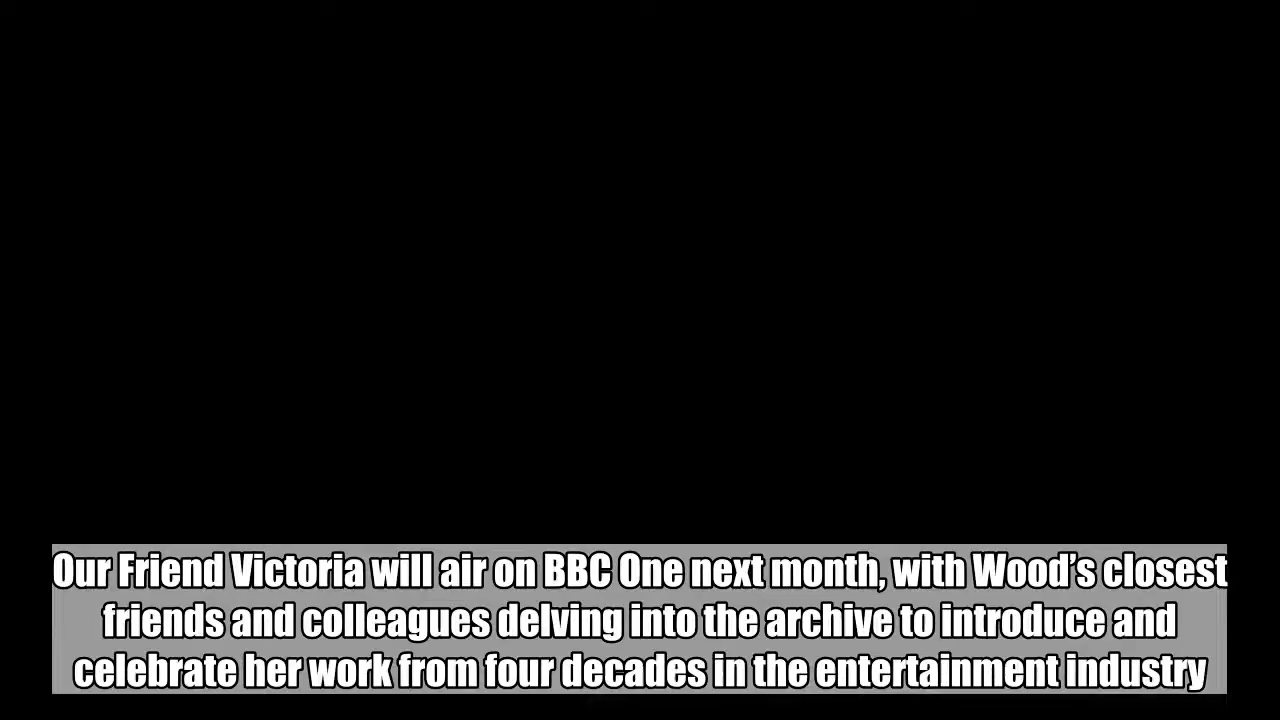 Our Friend Victoria will air on BBC One next month, with Wood’s closest
friends and colleagues delving into the archive to introduce and
celebrate her work from four decades in the entertainment industry